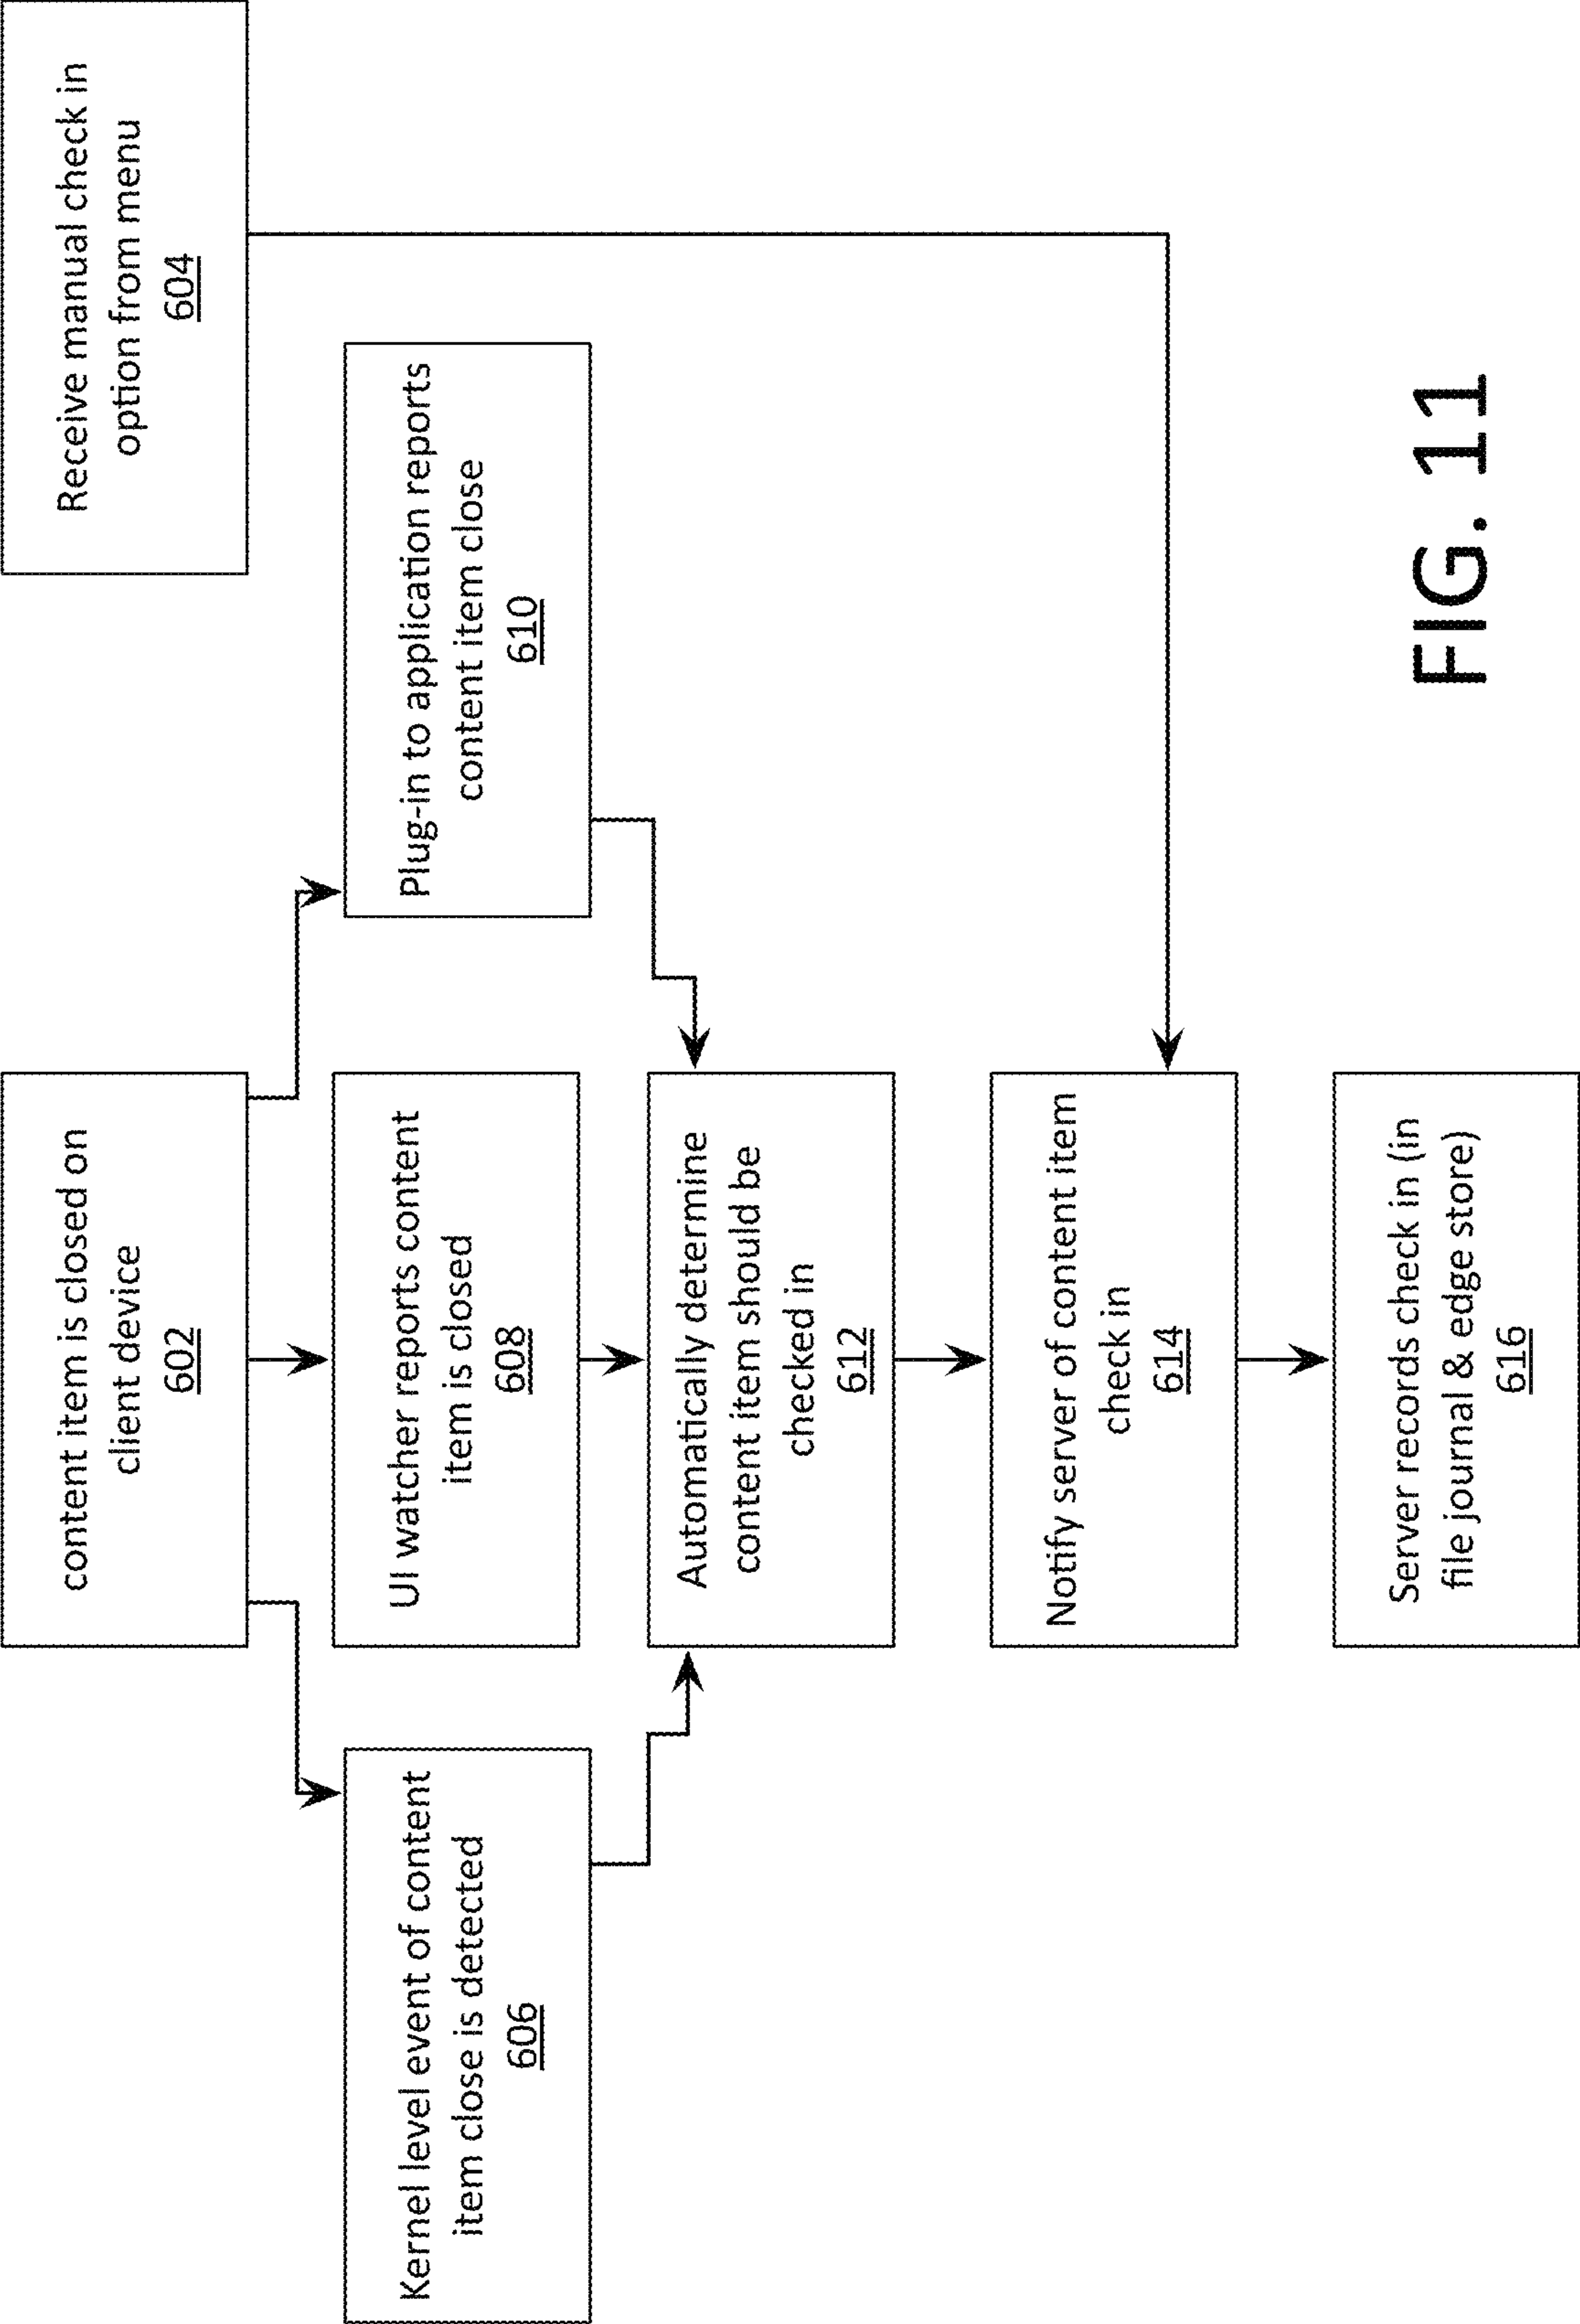 content item is closed on
client device
602
Receive manual check in
option from menu
604
Kernel level event of content
item close is detected
606
UI watcher reports content
item is closed
608
Plug-in to application reports
content item close
610
Automatically determine
content item should be
checked in
612
Notify server of content item
check in
614
Server records check in (in
file journal & edge store)
616
FIG. 11